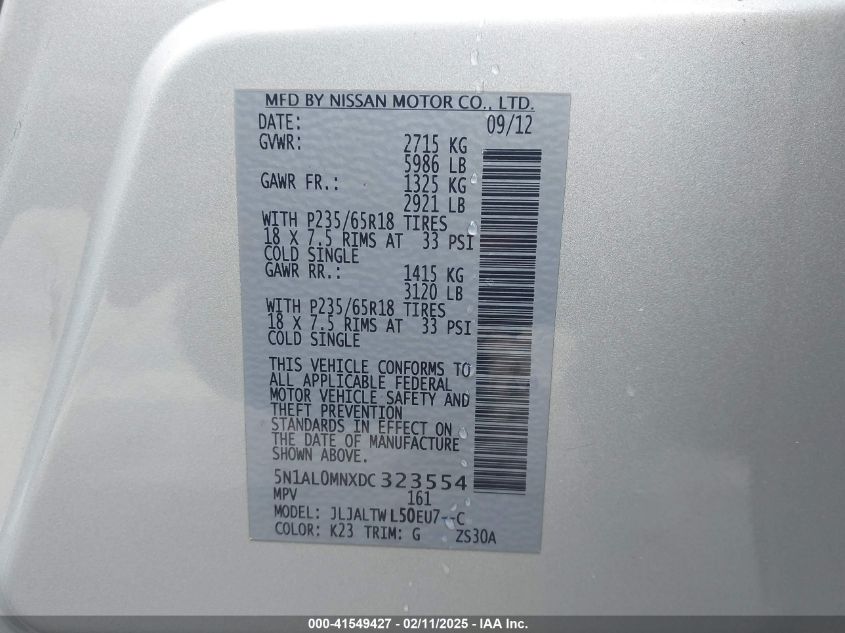 MFD BY NISSAN MOTOR CO., LTD.
DATE: 09/12
GVWR: 2715 KG
5986 LB
GAWR FR.: 1325 KG
2921 LB
WITH P235/65R18 TIRES
18 X 7.5 RIMS AT 33 PSI
COLD SINGLE
GAWR RR.: 1415 KG
3120 LB
WITH P235/65R18 TIRES
18 X 7.5 RIMS AT 33 PSI
COLD SINGLE
THIS VEHICLE CONFORMS TO
ALL APPLICABLE FEDERAL
MOTOR VEHICLE SAFETY AND
THEFT PREVENTION
STANDARDS IN EFFECT ON
THE DATE OF MANUFACTURE
SHOWN ABOVE.
5N1AL0MNXDC323554
MPV 161
MODEL: JLJALTWL50EU7--C
COLOR: K23 TRIM: G ZS30A
000-41549427 - 02/11/2025 - IAA Inc.